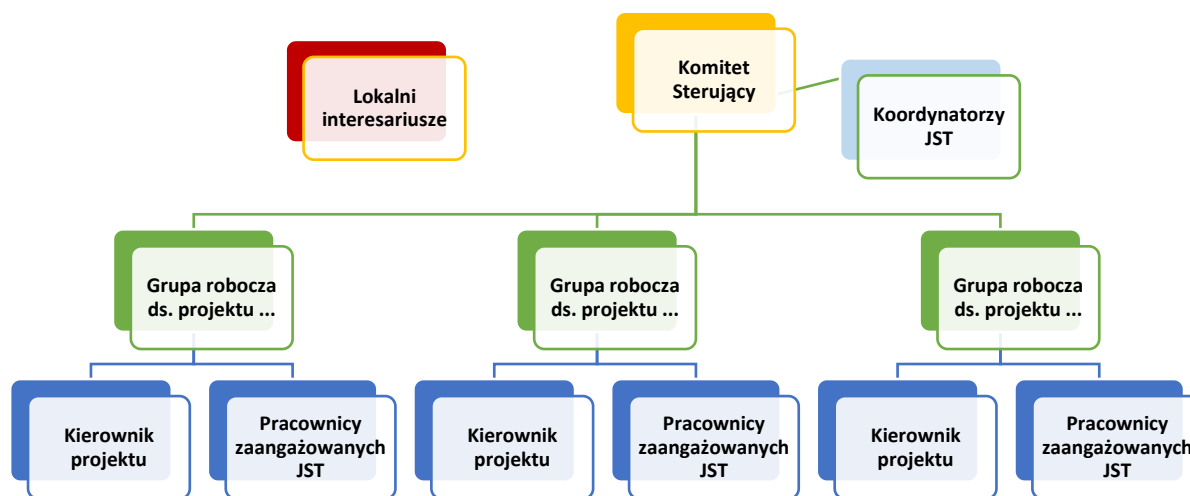 Lokalni
interesariusze
Komitet
Sterujący
Koordynatorzy
JST
Grupa robocza
ds. projektu ...
Grupa robocza
ds. projektu ...
Grupa robocza
ds. projektu ...
Kierownik
projektu
Pracownicy
zaangażowanych
JST
Kierownik
projektu
Pracownicy
zaangażowanych
JST
Kierownik
projektu
Pracownicy
zaangażowanych
JST